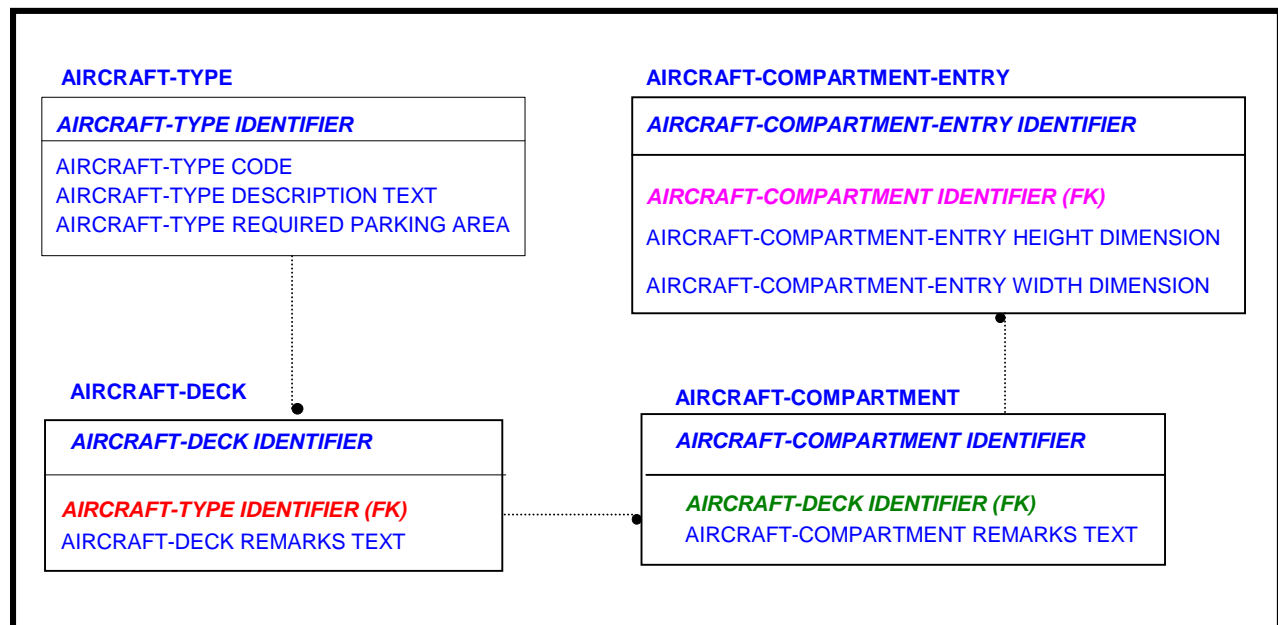 AIRCRAFT-TYPE
AIRCRAFT-TYPE IDENTIFIER
AIRCRAFT-TYPE CODE
AIRCRAFT-TYPE DESCRIPTION TEXT
AIRCRAFT-TYPE REQUIRED PARKING AREA
AIRCRAFT-COMPARTMENT-ENTRY
AIRCRAFT-COMPARTMENT-ENTRY IDENTIFIER
AIRCRAFT-COMPARTMENT IDENTIFIER (FK)
AIRCRAFT-COMPARTMENT-ENTRY HEIGHT DIMENSION
AIRCRAFT-COMPARTMENT-ENTRY WIDTH DIMENSION
AIRCRAFT-DECK
AIRCRAFT-DECK IDENTIFIER
AIRCRAFT-TYPE IDENTIFIER (FK)
AIRCRAFT-DECK REMARKS TEXT
AIRCRAFT-COMPARTMENT
AIRCRAFT-COMPARTMENT IDENTIFIER
AIRCRAFT-DECK IDENTIFIER (FK)
AIRCRAFT-COMPARTMENT REMARKS TEXT